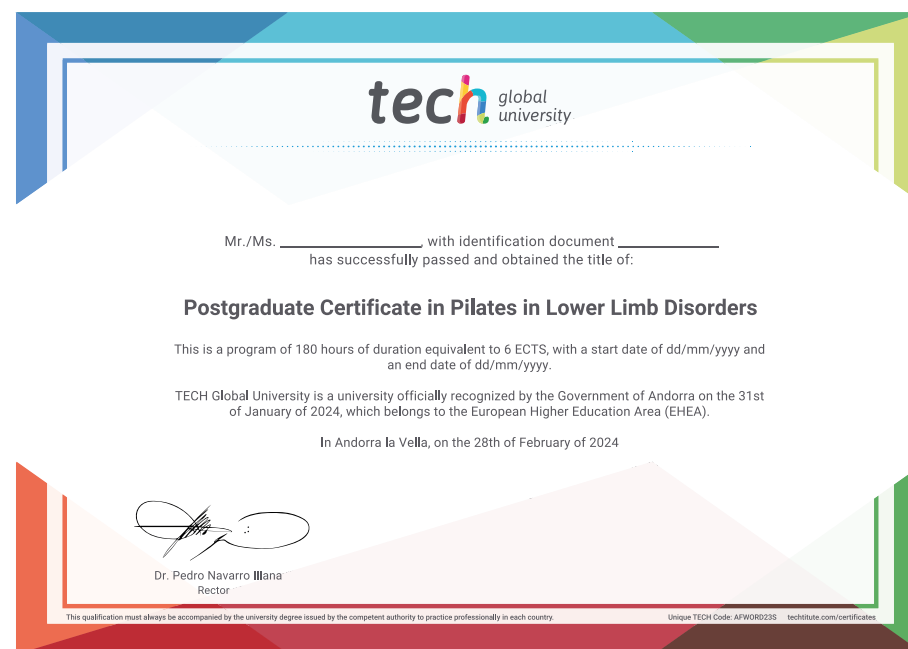 tech global
university
Mr./Ms. ____________, with identification document ____________
has successfully passed and obtained the title of:
Postgraduate Certificate in Pilates in Lower Limb Disorders
This is a program of 180 hours of duration equivalent to 6 ECTS, with a start date of dd/mm/yyyy and
an end date of dd/mm/yyyy.
TECH Global University is a university officially recognized by the Government of Andorra on the 31st
of January of 2024, which belongs to the European Higher Education Area (EHEA).
In Andorra la Vella, on the 28th of February of 2024
Dr. Pedro Navarro Illana
Rector
This qualification must always be accompanied by the university degree issued by the competent authority to practice professionally in each country.
Unique TECH Code: AFWORD23S techtitute.com/certificates